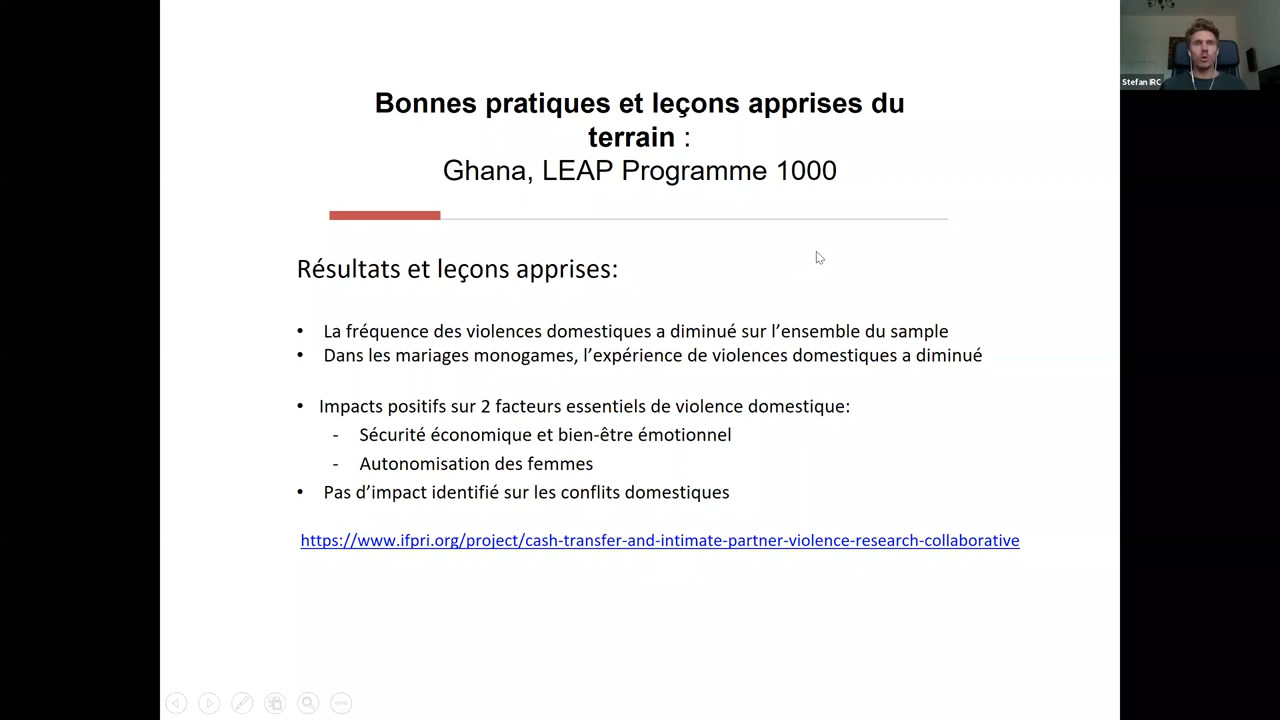 Bonnes pratiques et leçons apprises du
terrain :
Ghana, LEAP Programme 1000
Résultats et leçons apprises:
• La fréquence des violences domestiques a diminué sur l’ensemble du sample
• Dans les mariages monogames, l’expérience de violences domestiques a diminué
• Impacts positifs sur 2 facteurs essentiels de violence domestique:
- Sécurité économique et bien-être émotionnel
- Autonomisation des femmes
• Pas d’impact identifié sur les conflits domestiques
https://www.ifpri.org/project/cash-transfer-and-intimate-partner-violence-research-collaborative
Stefan IRC